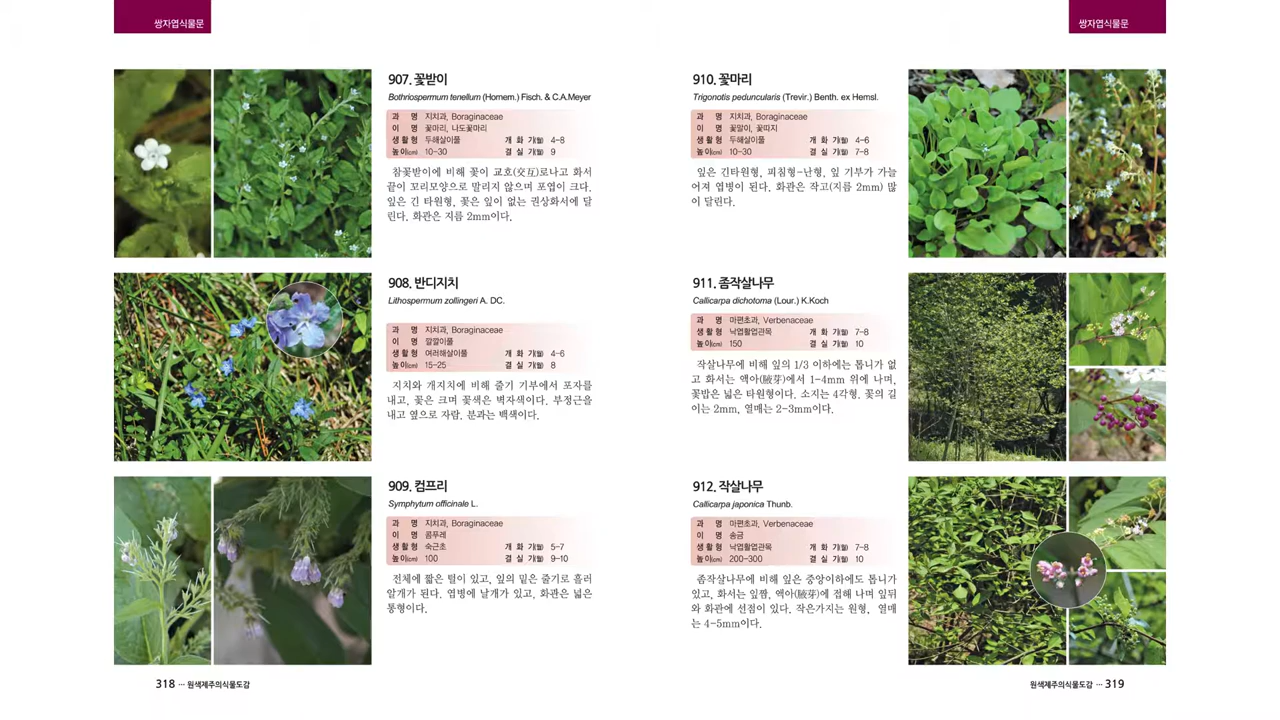 쌍자엽식물문
907. 꽃받이
Bothriospermum tenellum (Hornem.) Fisch. & C.A.Meyer
과 명 지치과, Boraginaceae
이 명 꽃마리, 나도꽃마리
생 활 형 두해살이풀 개 화 기(월) 4-8
높 이(cm) 10-30 결 실 기(월) 9
참꽃받이에 비해 꽃이 교호(交互)로나고 화서
끝이 꼬리모양으로 말리지 않으며 포엽이 크다.
잎은 긴 타원형, 꽃은 잎이 없는 권상화서에 달
린다. 화관은 지름 2mm이다.
908. 반디지치
Lithospermum zollingeri A. DC.
과 명 지치과, Boraginaceae
이 명 깔깔이풀
생 활 형 여러해살이풀 개 화 기(월) 4-6
높 이(cm) 15-25 결 실 기(월) 8
지치와 개지치에 비해 줄기 기부에서 포자를
내고, 꽃은 크며 꽃색은 벽자색이다. 부정근을
내고 옆으로 자람. 분과는 백색이다.
909. 컴프리
Symphytum officinale L.
과 명 지치과, Boraginaceae
이 명 콤푸레
생 활 형 숙근초 개 화 기(월) 5-7
높 이(cm) 100 결 실 기(월) 9-10
전체에 짧은 털이 있고, 잎의 밑은 줄기로 흘러
알개가 된다. 엽병에 날개가 있고, 화관은 넓은
통형이다.
318 ··· 원색제주의식물도감
쌍자엽식물문
910. 꽃마리
Trigonotis peduncularis (Trevir.) Benth. ex Hemsl.
과 명 지치과, Boraginaceae
이 명 꽃말이, 꽃따지
생 활 형 두해살이풀 개 화 기(월) 4-6
높 이(cm) 10-30 결 실 기(월) 7-8
잎은 긴타원형, 피침형-난형, 잎 기부가 가늘
어져 엽병이 된다. 화관은 작고(지름 2mm) 많
이 달린다.
911. 좀작살나무
Callicarpa dichotoma (Lour.) K.Koch
과 명 마편초과, Verbenaceae
생 활 형 낙엽활엽관목 개 화 기(월) 7-8
높 이(cm) 150 결 실 기(월) 10
작살나무에 비해 잎의 1/3 이하에는 톱니가 없
고 화서는 액아(腋芽)에서 1-4mm 위에 나며,
꽃밥은 넓은 타원형이다. 소지는 4각형. 꽃의 길
이는 2mm, 열매는 2-3mm이다.
912. 작살나무
Callicarpa japonica Thunb.
과 명 마편초과, Verbenaceae
이 명 송금
생 활 형 낙엽활엽관목 개 화 기(월) 7-8
높 이(cm) 200-300 결 실 기(월) 10
좀작살나무에 비해 잎은 중앙이하에도 톱니가
있고, 화서는 잎짬, 액아(腋芽)에 접해 나며 잎뒤
와 화관에 선점이 있다. 작은가지는 원형, 열매
는 4-5mm이다.
원색제주의식물도감 ··· 319